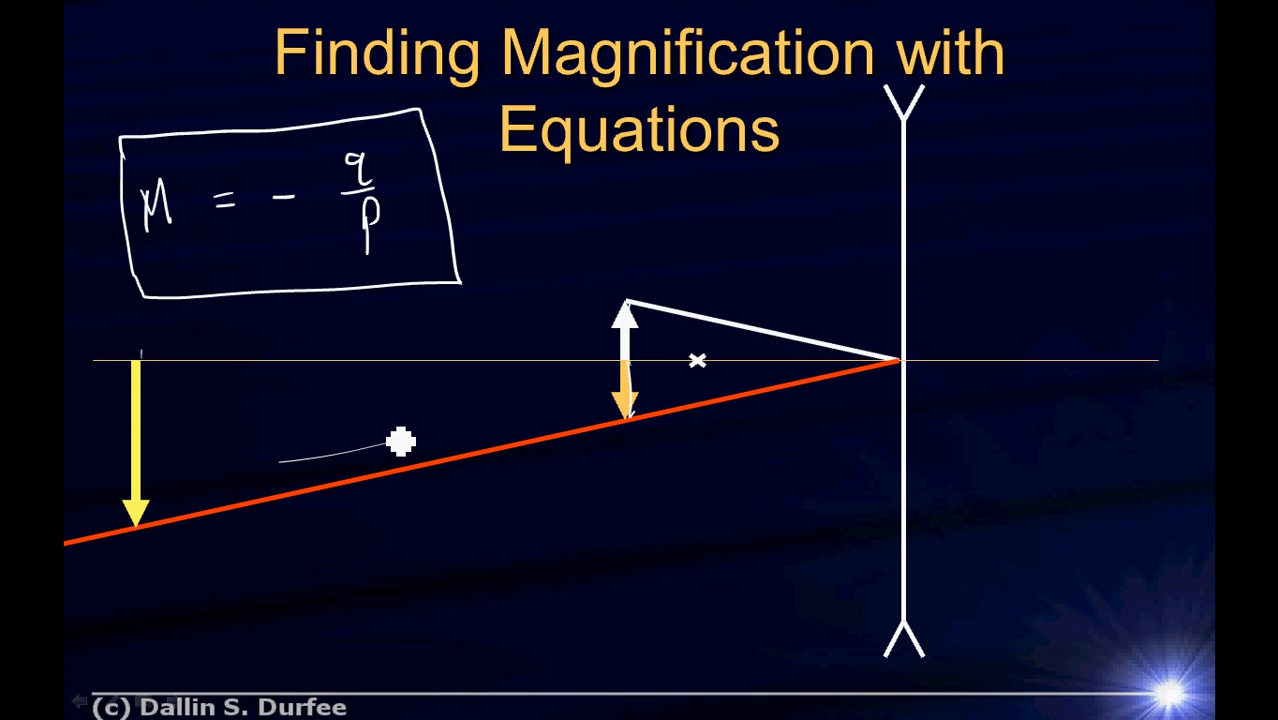 Finding Magnification with
Equations
M = - q/p
(c) Dallin S. Durfee